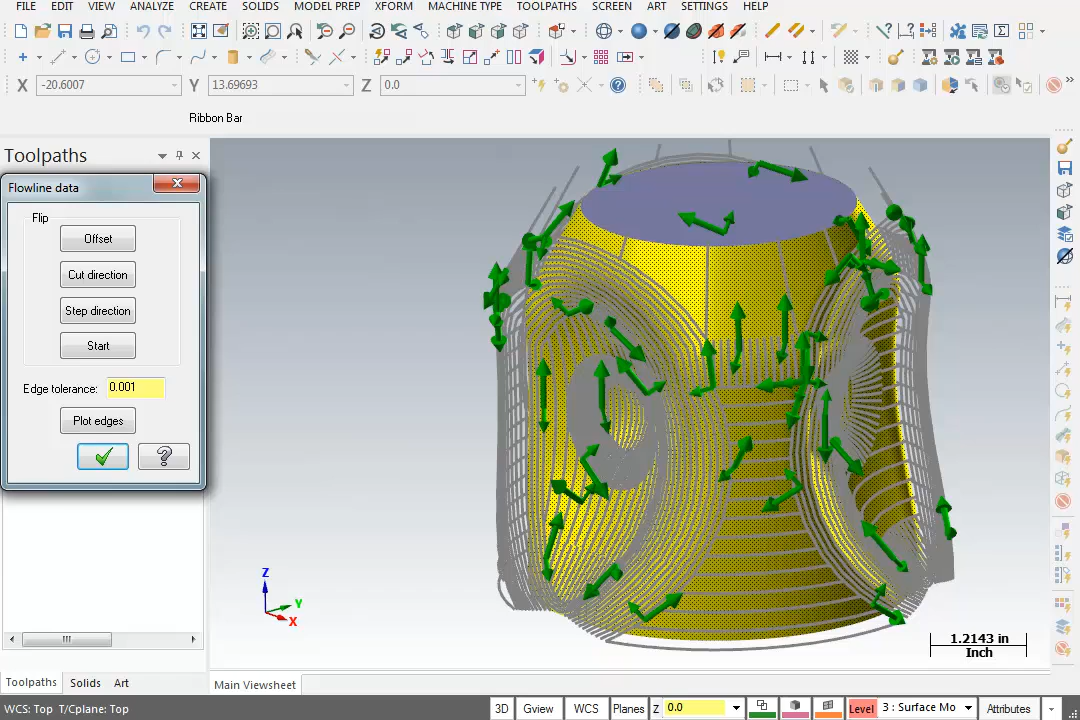 FILE EDIT VIEW ANALYZE CREATE SOLIDS MODEL PREP XFORM MACHINE TYPE TOOLPATHS SCREEN ART SETTINGS HELP
X -20.6007 Y 13.69693 Z 0.0
Ribbon Bar
Toolpaths
Flowline data
Flip
Offset
Cut direction
Step direction
Start
Edge tolerance: 0.001
Plot edges
Z
Y
X
1.2143 in
Inch
Toolpaths Solids Art
Main Viewsheet
WCS: Top T/Cplane: Top 3D Gview WCS Planes Z 0.0 Level 3 : Surface Mo Attributes